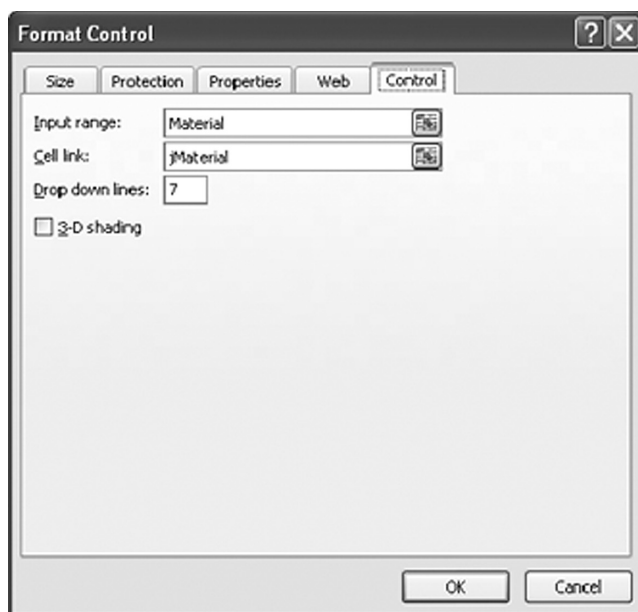 Format Control
Size Protection Properties Web Control
Input range: Material
Cell link: jMaterial
Drop down lines: 7
3-D shading
OK Cancel